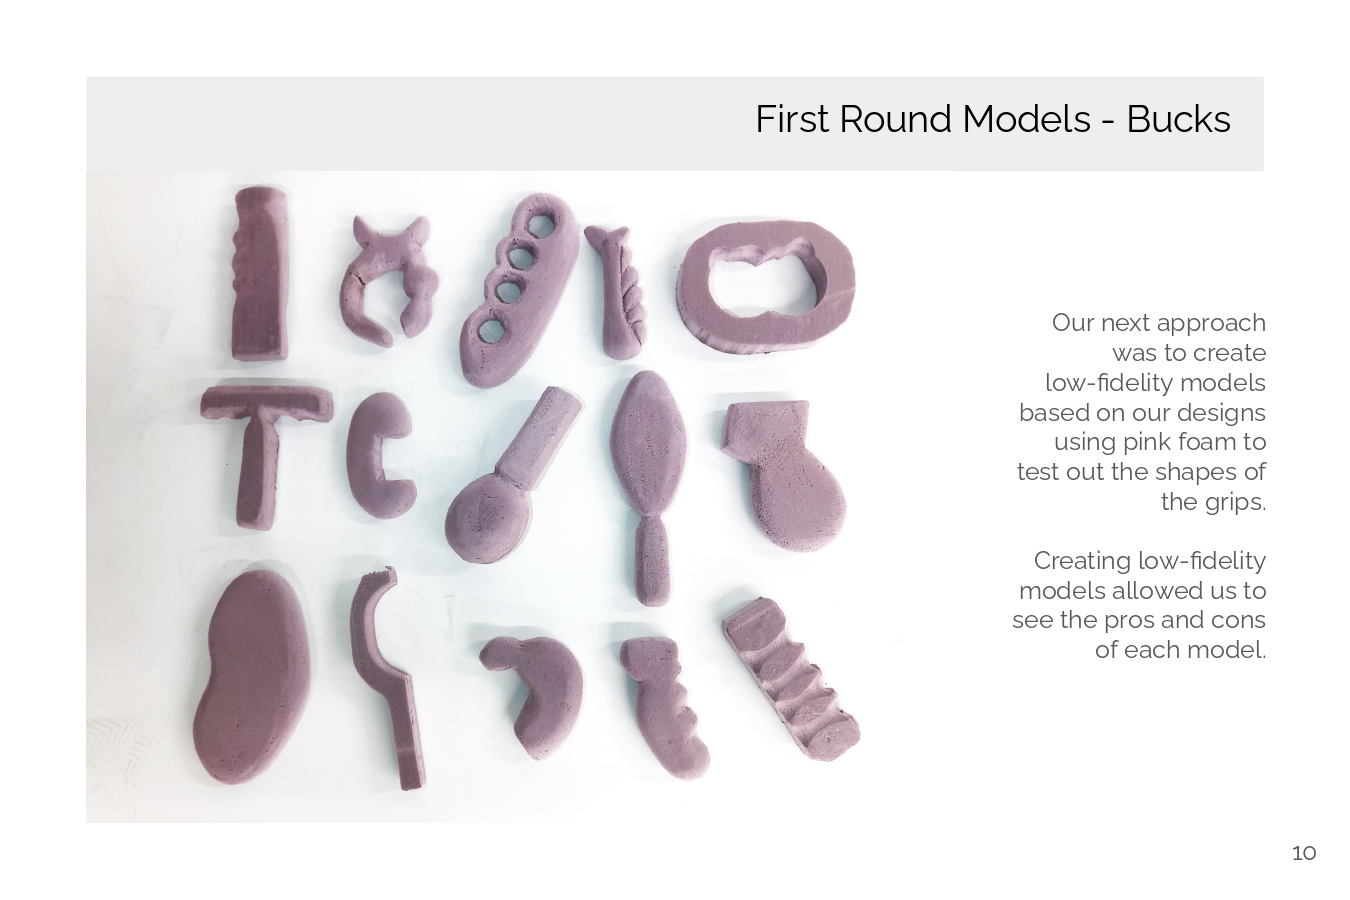 First Round Models - Bucks
Our next approach
was to create
low-fidelity models
based on our designs
using pink foam to
test out the shapes of
the grips.
Creating low-fidelity
models allowed us to
see the pros and cons
of each model.
10